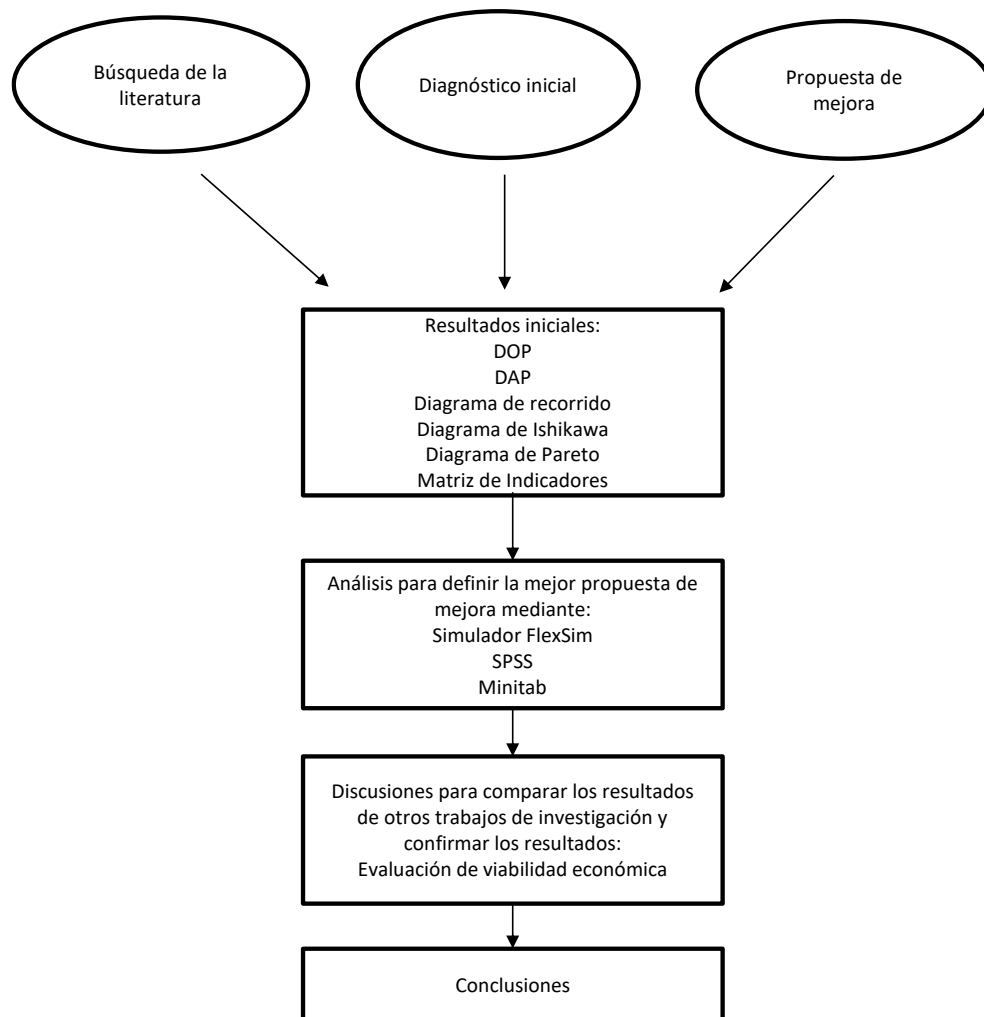 Búsqueda de la
literatura
Diagnóstico inicial
Propuesta de
mejora
Resultados iniciales:
DOP
DAP
Diagrama de recorrido
Diagrama de Ishikawa
Diagrama de Pareto
Matriz de Indicadores
Análisis para definir la mejor propuesta de
mejora mediante:
Simulador FlexSim
SPSS
Minitab
Discusiones para comparar los resultados
de otros trabajos de investigación y
confirmar los resultados:
Evaluación de viabilidad económica
Conclusiones